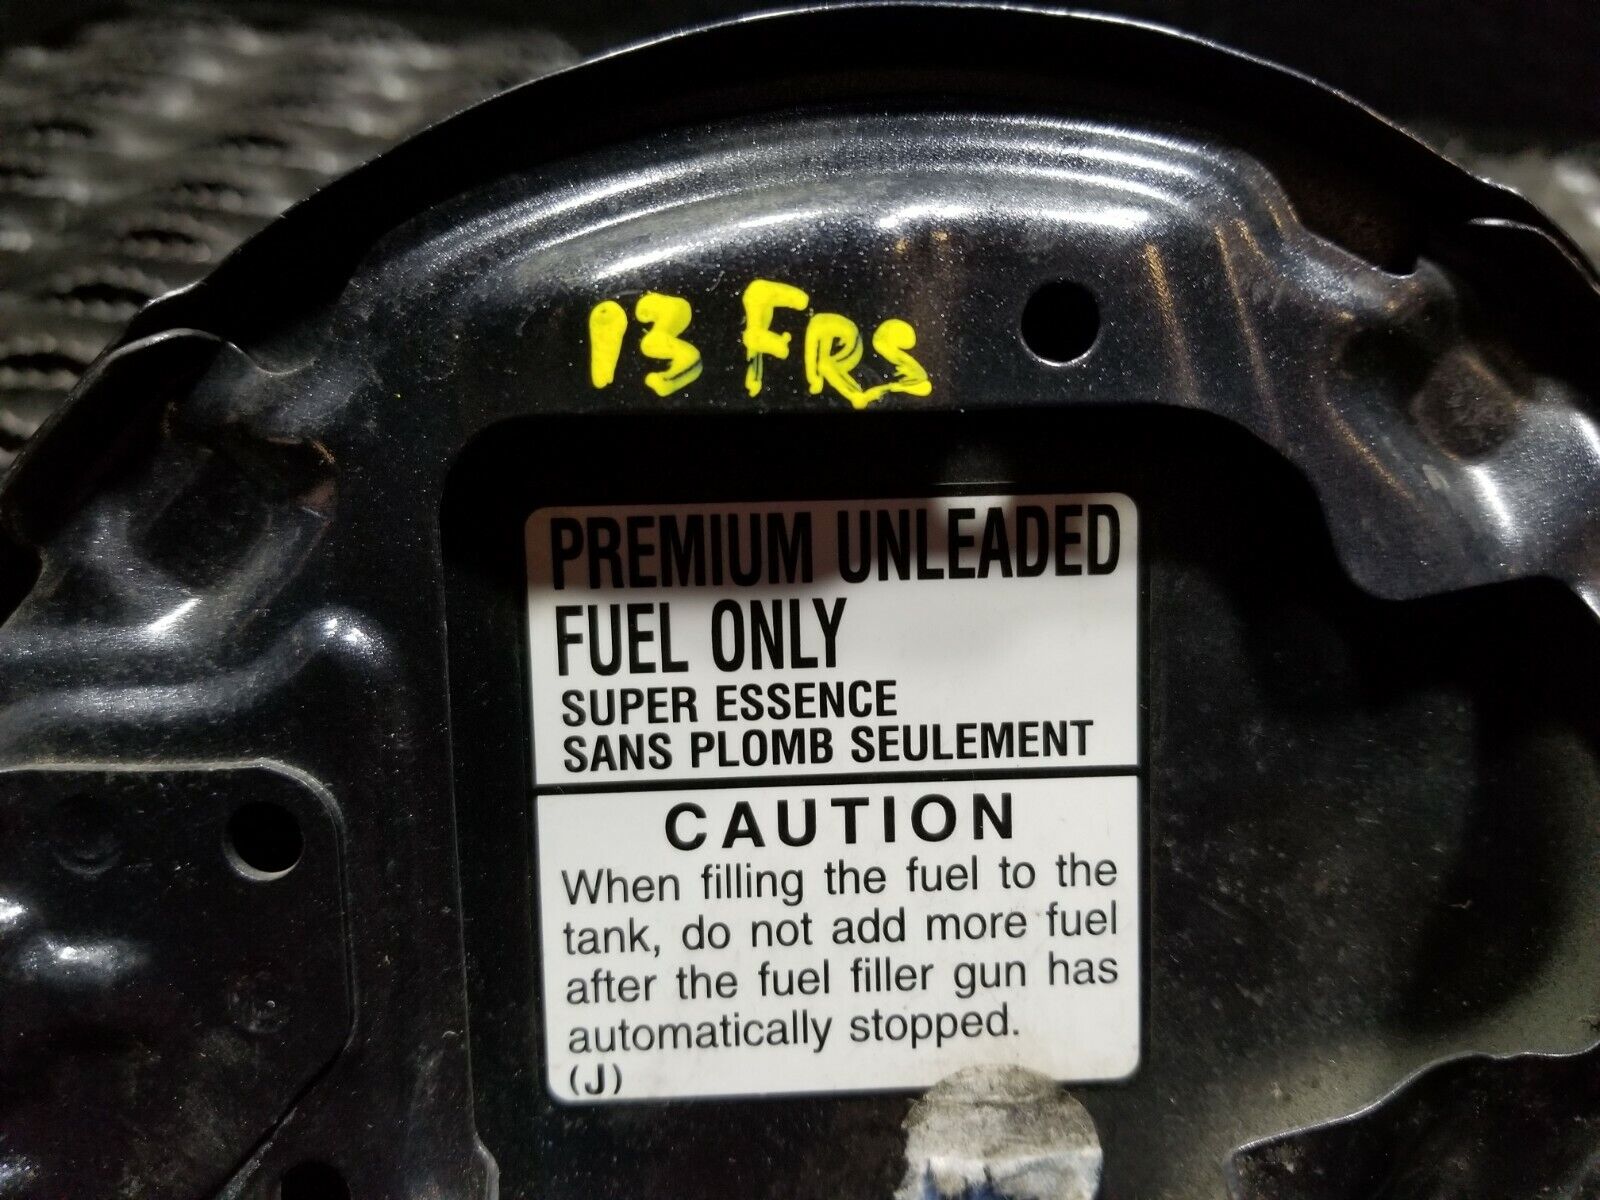 13 FRS
PREMIUM UNLEADED
FUEL ONLY
SUPER ESSENCE
SANS PLOMB SEULEMENT
CAUTION
When filling the fuel to the
tank, do not add more fuel
after the fuel filler gun has
automatically stopped.
(J)